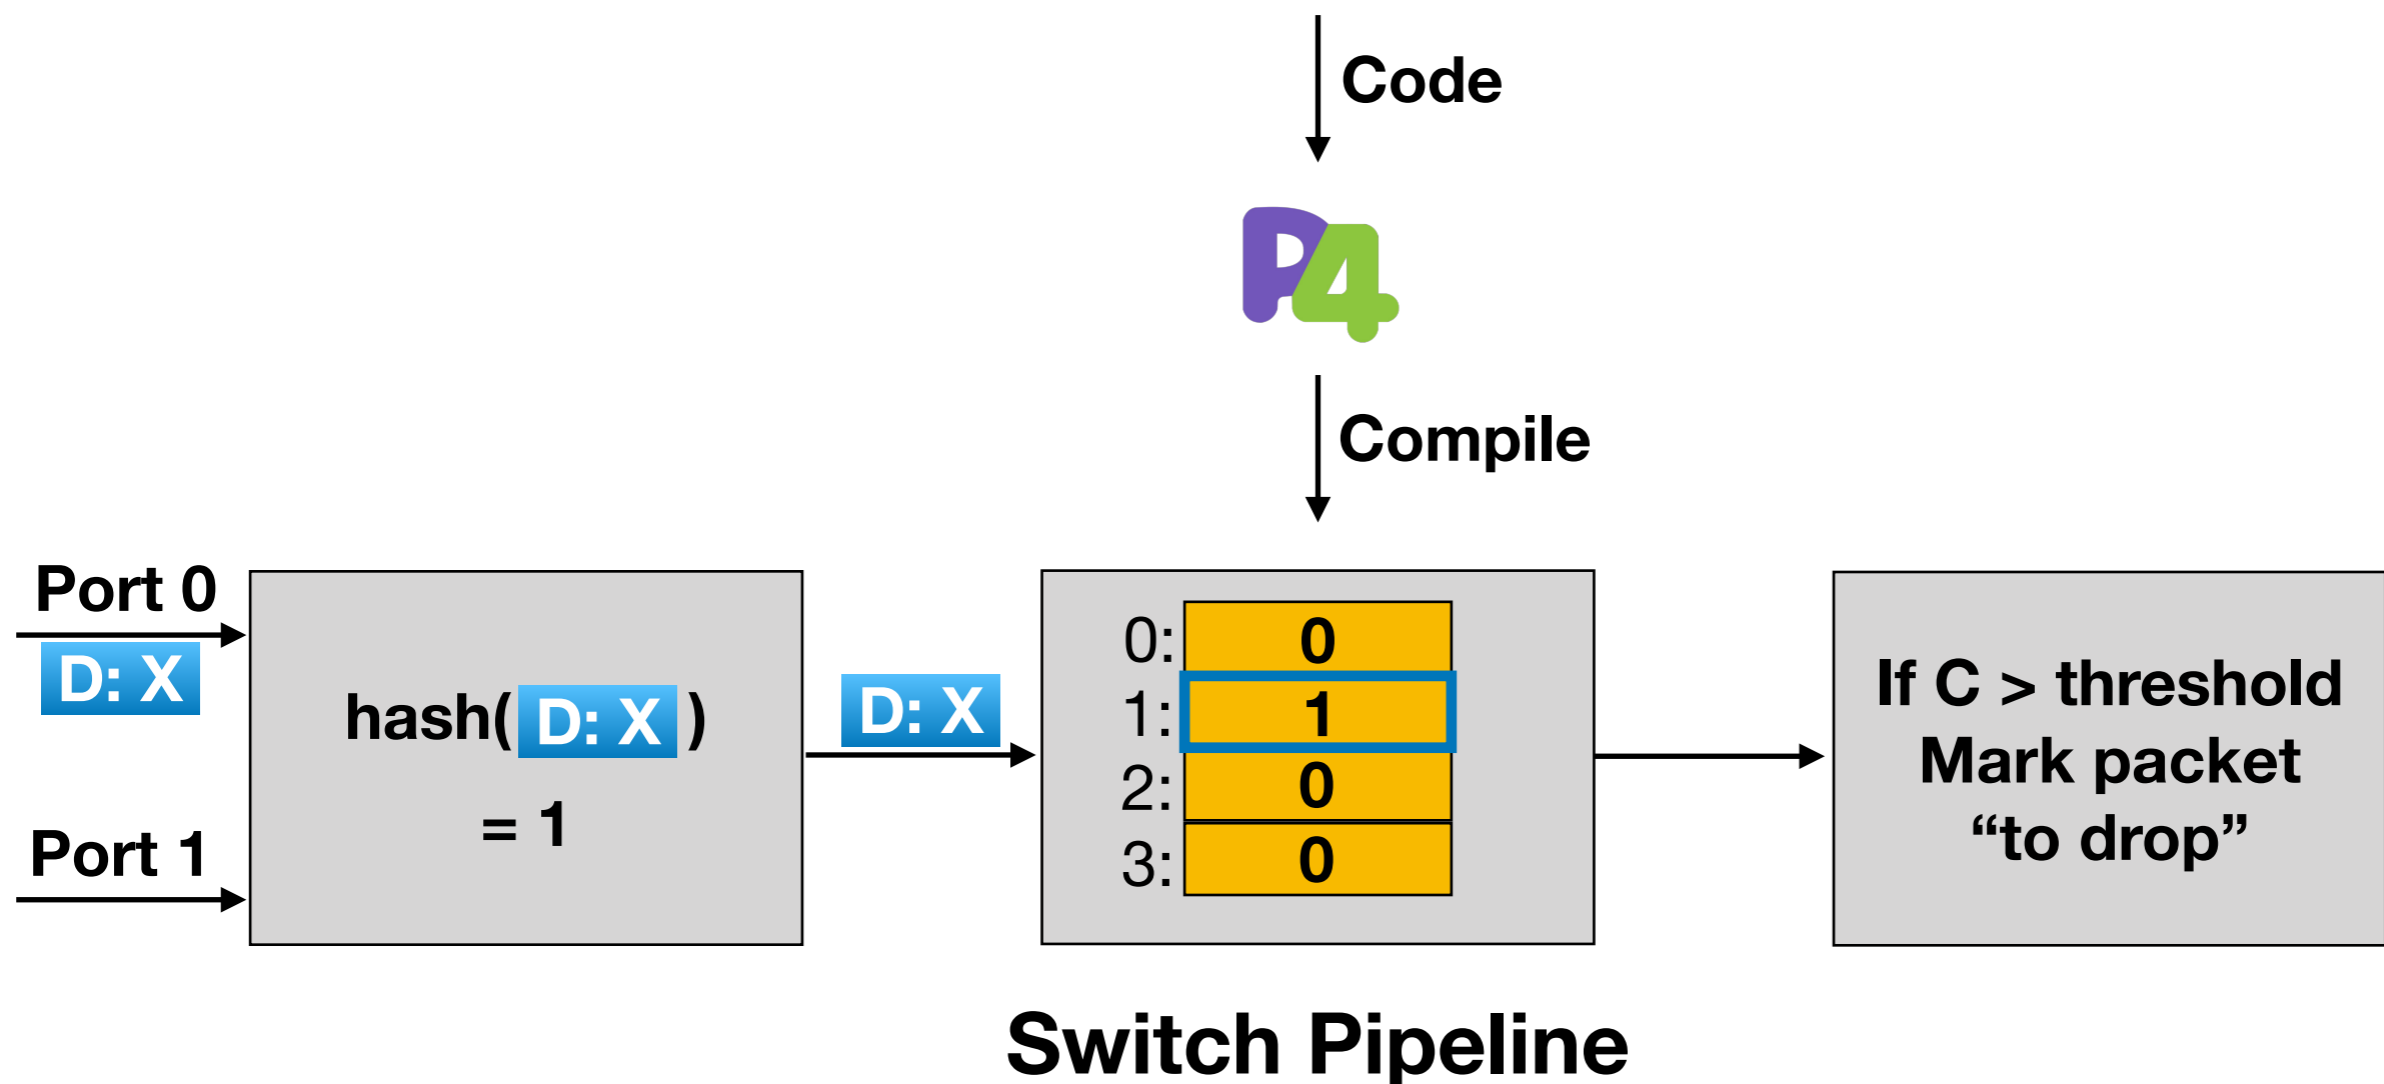 Code
P4
Compile
Port 0
D: X
Port 1
hash( D: X )
= 1
D: X
0: 0
1: 1
2: 0
3: 0
If C > threshold
Mark packet
“to drop”
Switch Pipeline